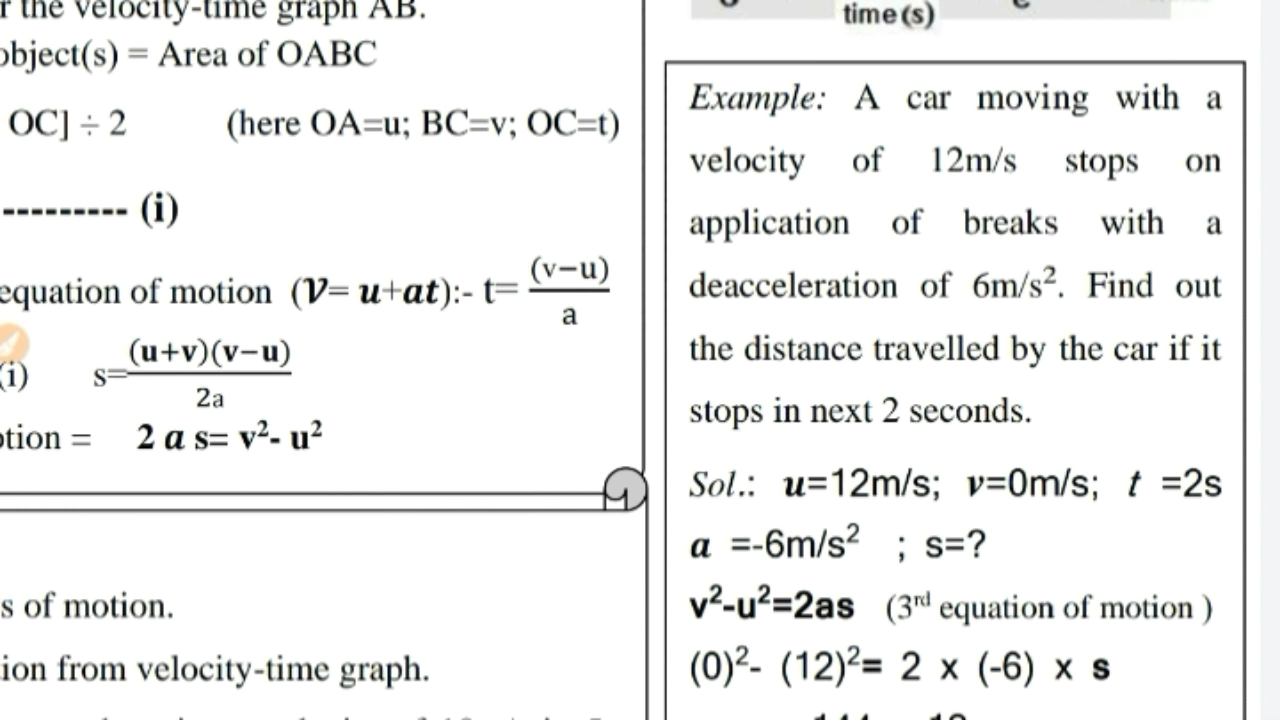 r the velocity-time graph AB.
object(s) = Area of OABC
OC] ÷ 2 (here OA=u; BC=v; OC=t)
--------- (i)
equation of motion (V= u+at):- t= (v−u)
a
(i) s= (u+v)(v−u)
2a
otion = 2 a s= v²- u²
s of motion.
ion from velocity-time graph.
time(s)
Example: A car moving with a
velocity of 12m/s stops on
application of breaks with a
deacceleration of 6m/s². Find out
the distance travelled by the car if it
stops in next 2 seconds.
Sol.: u=12m/s; v=0m/s; t =2s
a =-6m/s² ; s=?
v²-u²=2as (3rd equation of motion )
(0)²- (12)²= 2 x (-6) x s